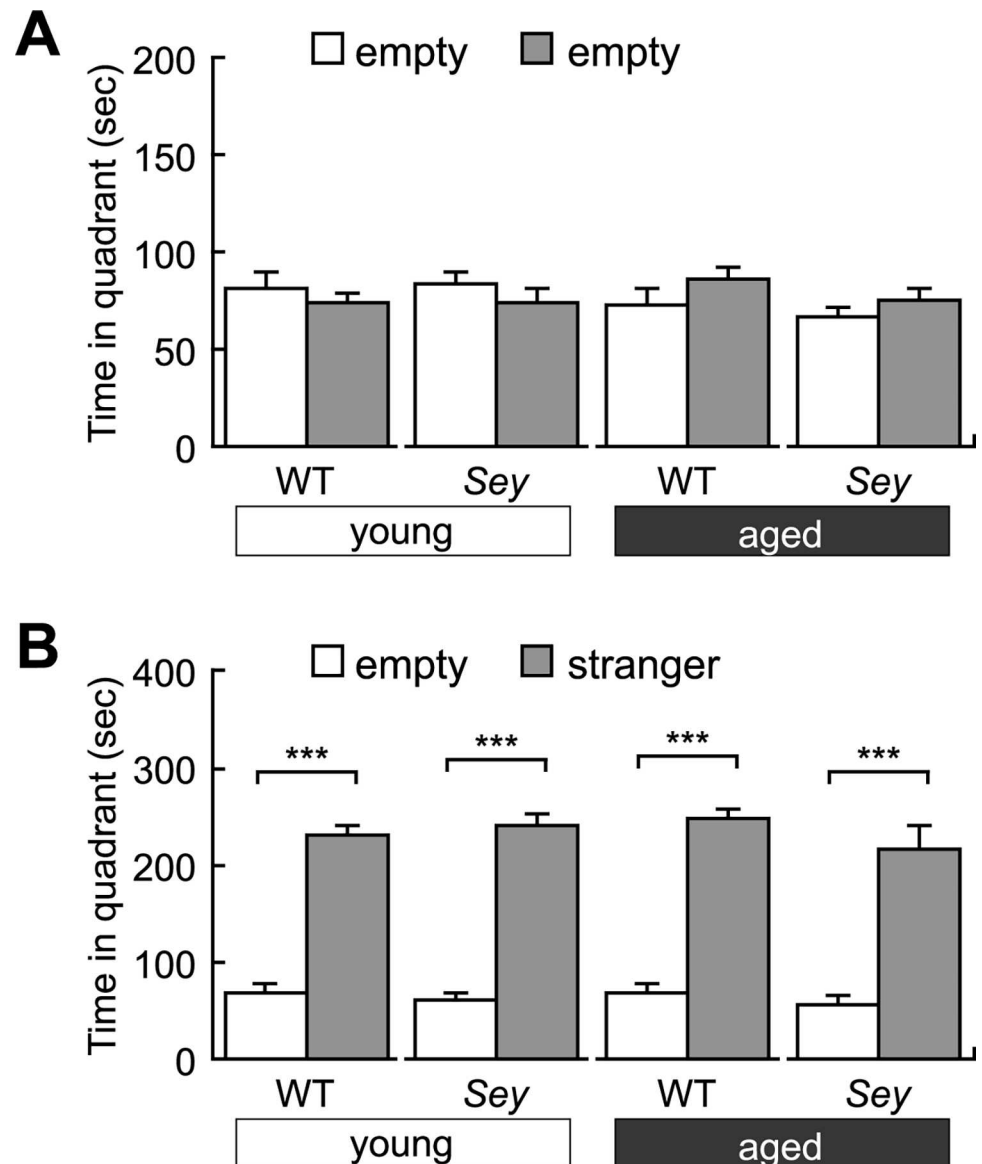 A
empty empty
Time in quadrant (sec)
200
150
100
50
0
WT Sey WT Sey
young aged
B
empty stranger
Time in quadrant (sec)
400
300
200
100
0
*** *** *** ***
WT Sey WT Sey
young aged